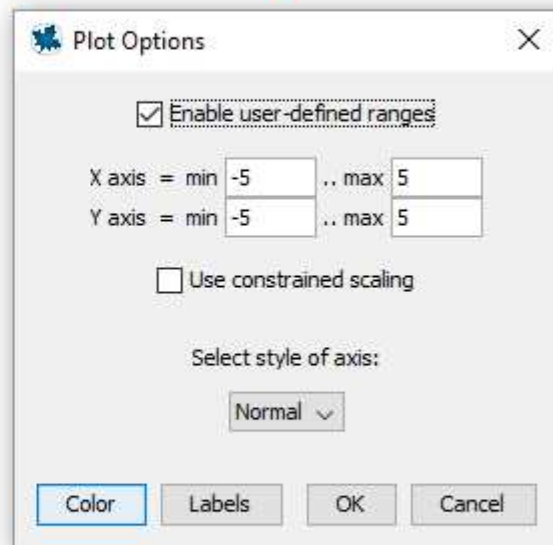 Plot Options
Enable user-defined ranges
X axis = min -5 .. max 5
Y axis = min -5 .. max 5
Use constrained scaling
Select style of axis:
Normal
Color Labels OK Cancel